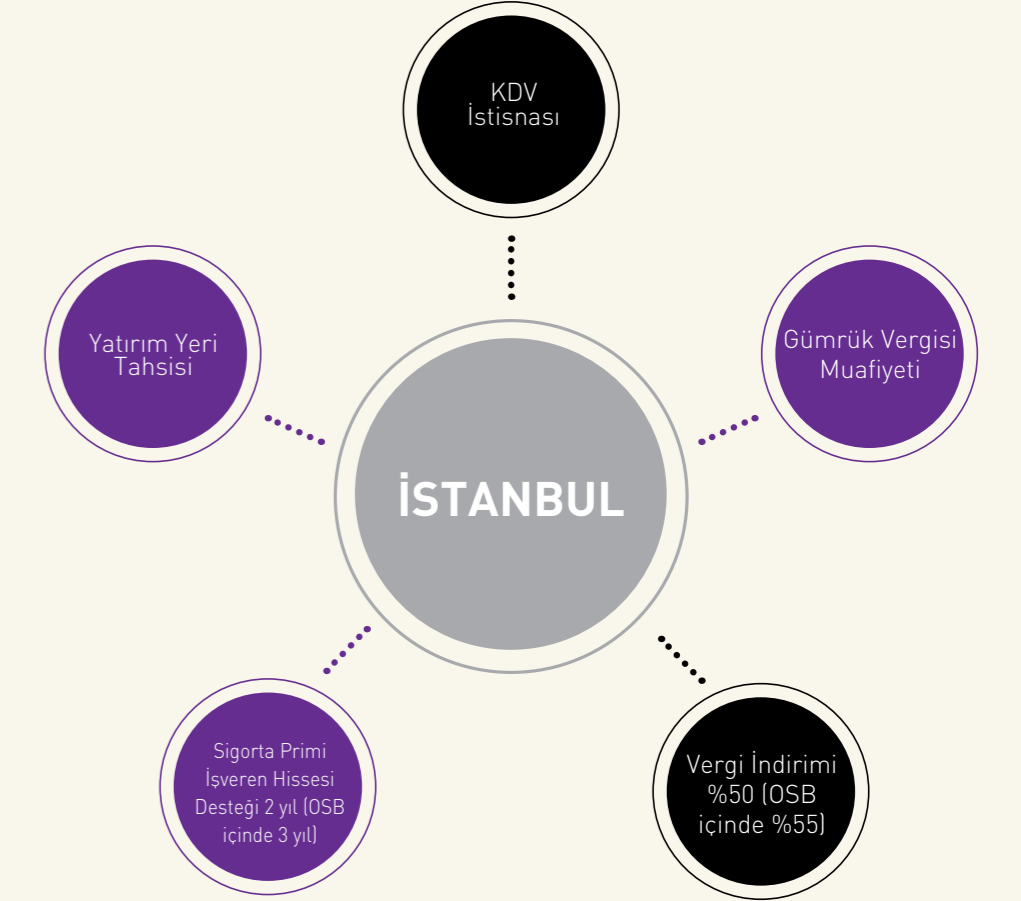 KDV
İstisnası
Yatırım Yeri
Tahsisi
Gümrük Vergisi
Muafiyeti
İSTANBUL
Sigorta Primi
İşveren Hissesi
Desteği 2 yıl (OSB
içinde 3 yıl)
Vergi İndirimi
%50 (OSB
içinde %55)